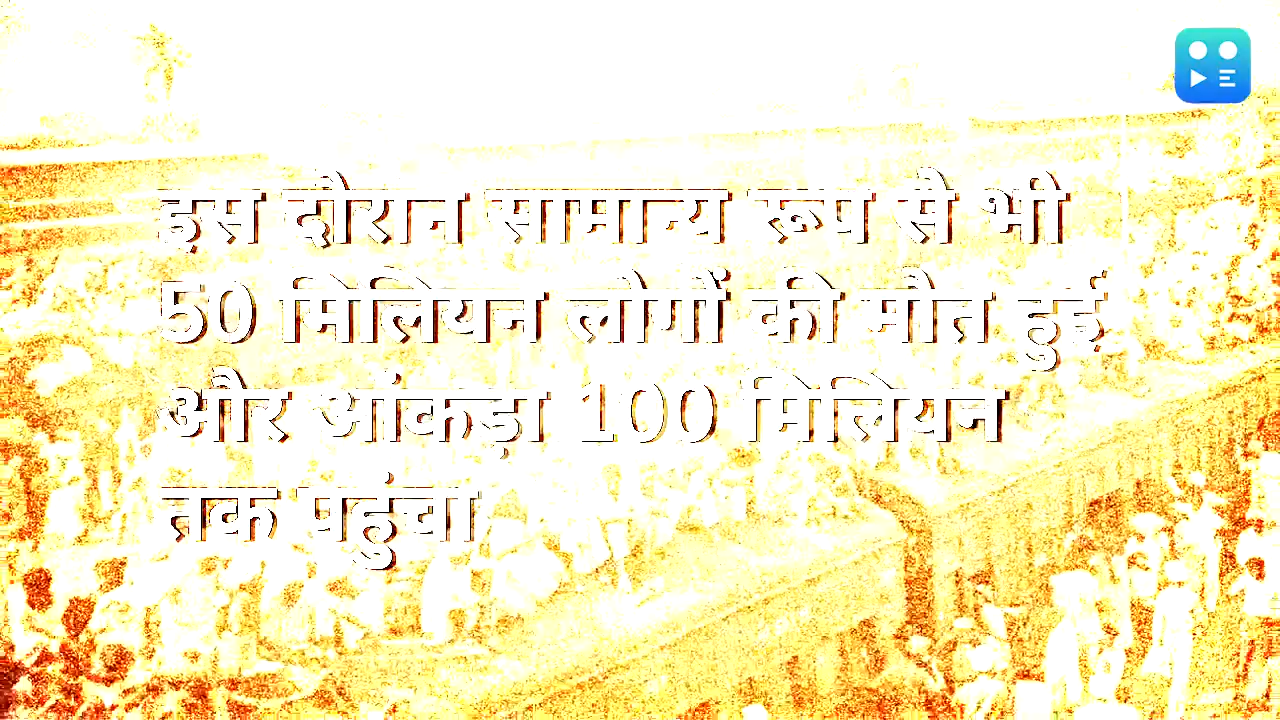 इस दौरान सामान्य रूप सै भी
50 मिलियन लोगों की मौत हुई
और आंकड़ा 100 मिलियन
तक पहुंचा